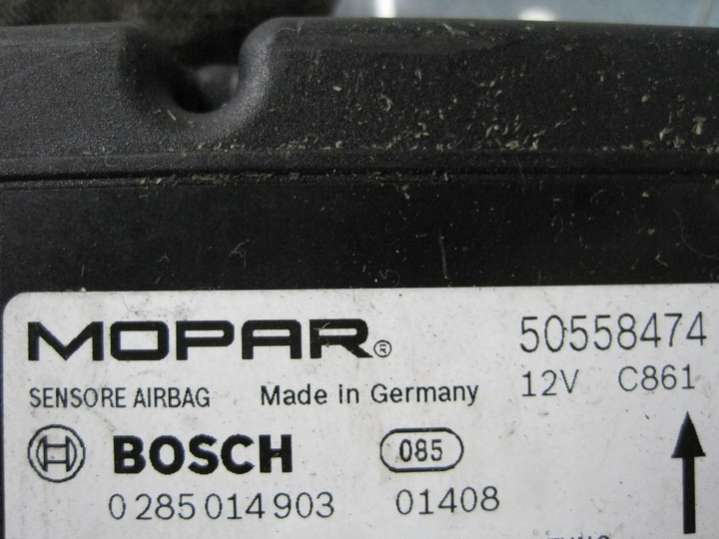 MOPAR® 50558474
SENSORE AIRBAG Made in Germany 12V C861
BOSCH 085
0 285 014 903 01408